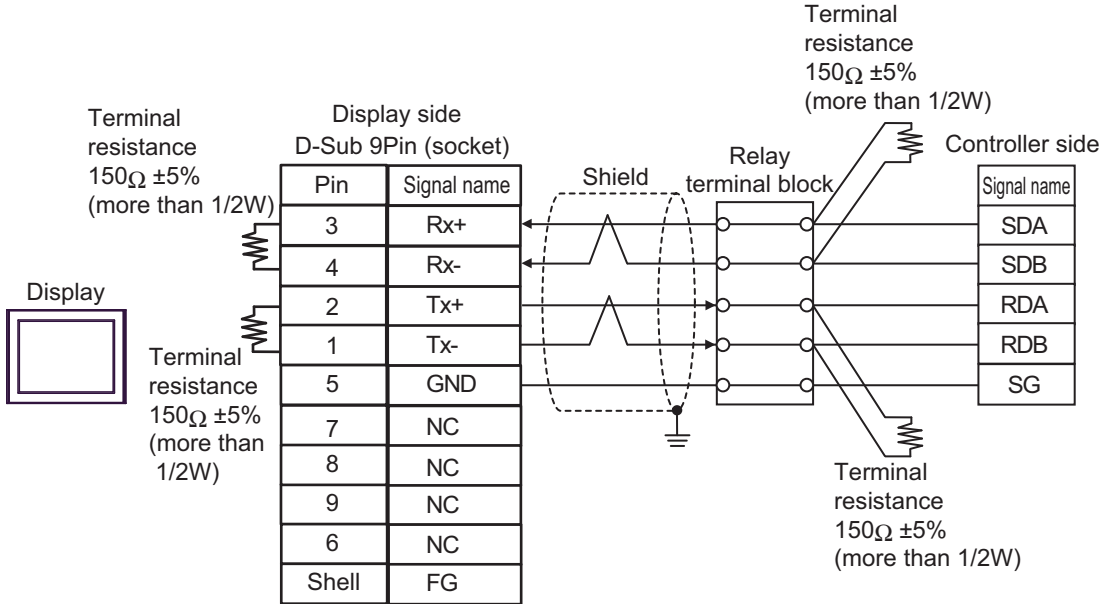 Terminal
resistance
150Ω ±5%
(more than 1/2W)
Terminal
resistance
150Ω ±5%
(more than 1/2W)
Display side
D-Sub 9Pin (socket)
Controller side
Relay
terminal block
Shield
Pin Signal name
Signal name
3 Rx+
SDA
4 Rx-
SDB
2 Tx+
RDA
1 Tx-
RDB
5 GND
SG
7 NC
8 NC
9 NC
6 NC
Shell FG
Display
Terminal
resistance
150Ω ±5%
(more than
1/2W)
Terminal
resistance
150Ω ±5%
(more than 1/2W)